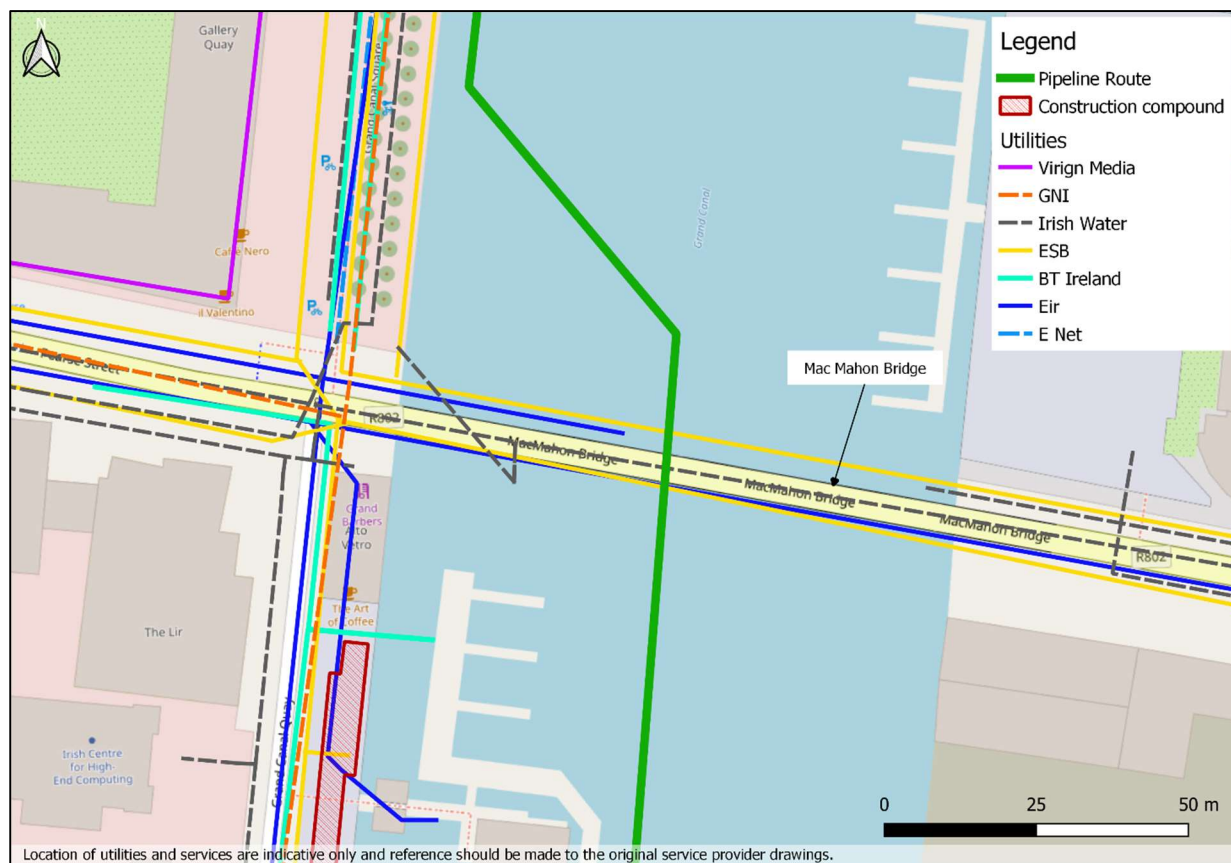 N
Gallery
Quay
Grand Canal Square
Caffè Nero
il Valentino
Pearse Street
R802
Grand Canal
MacMahon Bridge
MacMahon Bridge
MacMahon Bridge
R802
Mac Mahon Bridge
Grand
Barbers
Alto
Vetro
The Art
of Coffee
The Lir
Grand Canal Quay
Irish Centre
for High-
End Computing
Legend
Pipeline Route
Construction compound
Utilities
Virign Media
GNI
Irish Water
ESB
BT Ireland
Eir
E Net
0 25 50 m
Location of utilities and services are indicative only and reference should be made to the original service provider drawings.